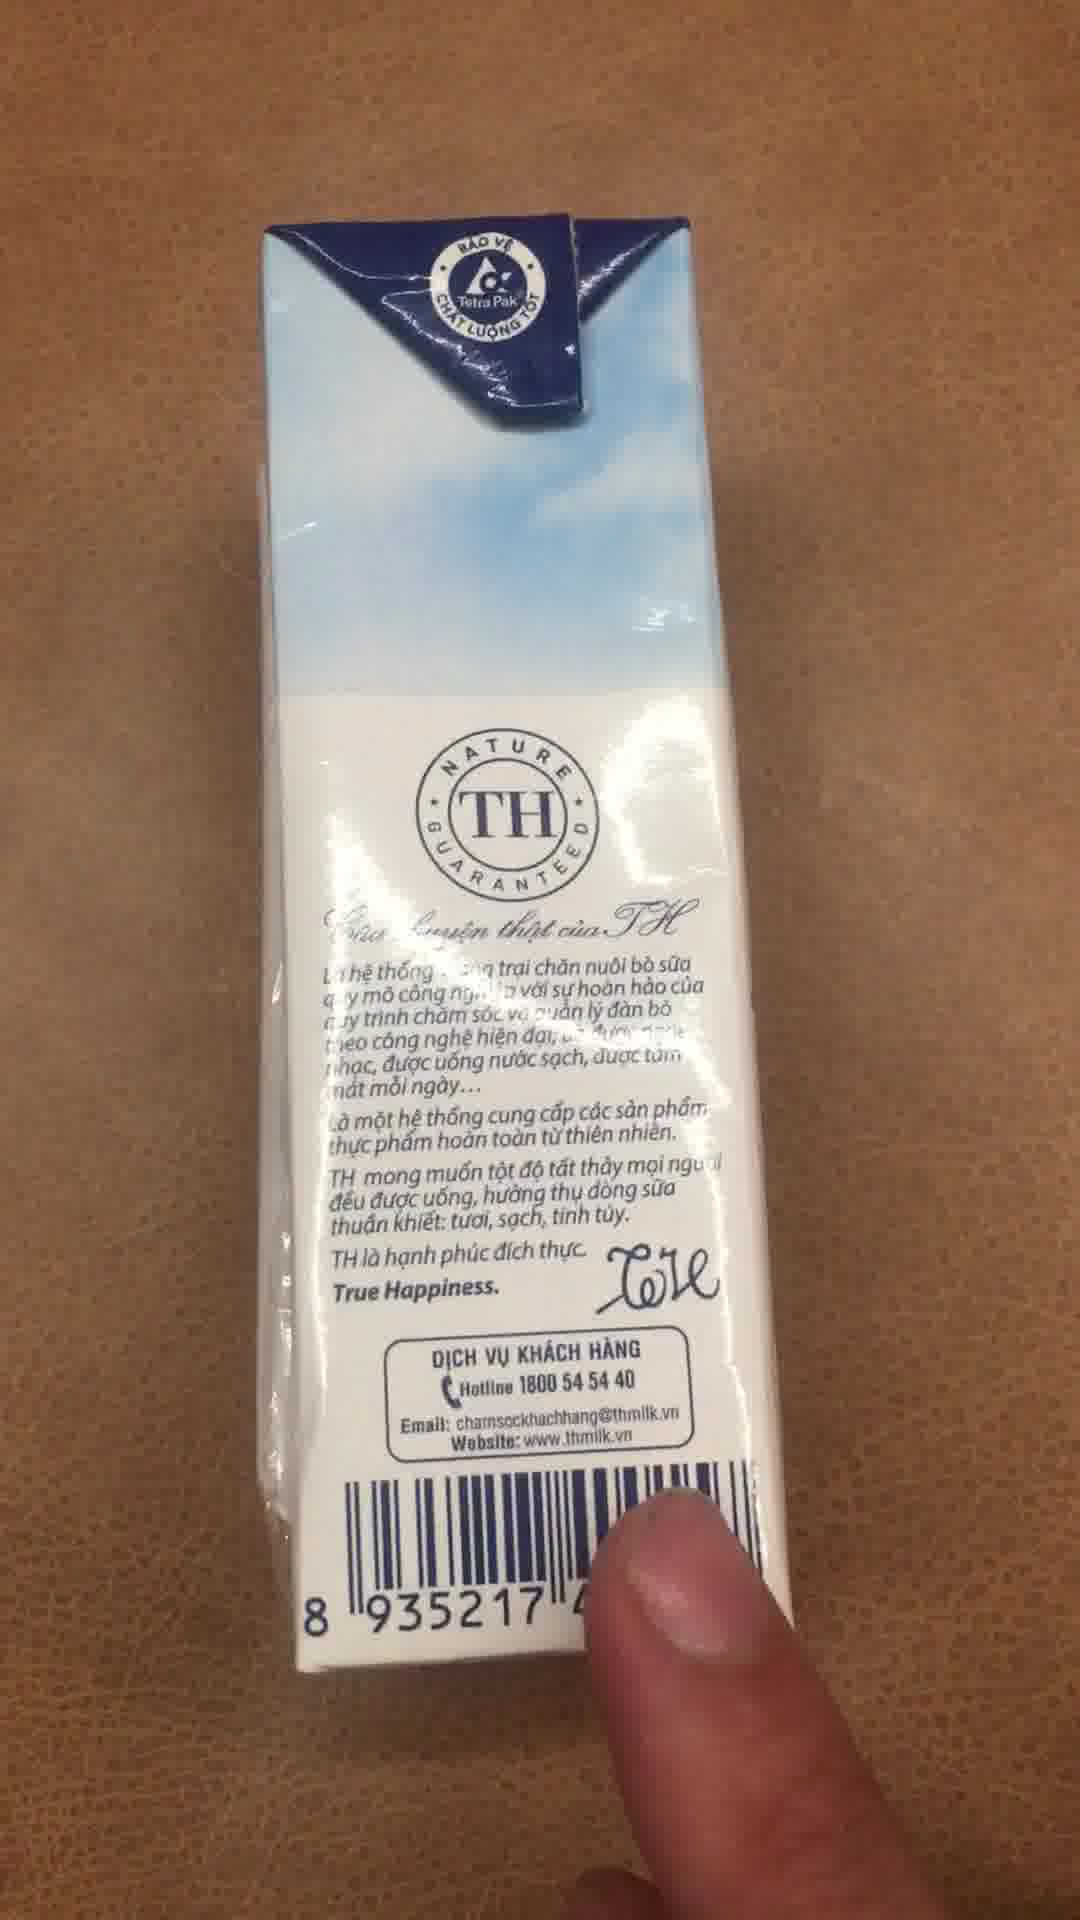 BẢO VỆ
Tetra Pak
CHẤT LƯỢNG TỐT
NATURE
TH
GUARANTEED
thật của TH
hệ thống trại chăn nuôi bò sữa
quy mô công với sự hoàn hảo của
quy trình chăm sóc và quản lý đàn bò
theo công nghệ hiện đại, được
nhạc, được uống nước sạch, được tắm
mát mỗi ngày...
Là một hệ thống cung cấp các sản phẩm
thực phẩm hoàn toàn từ thiên nhiên.
TH mong muốn tột độ tất thảy mọi người
đều được uống, hưởng thụ dòng sữa
thuần khiết: tươi, sạch, tinh túy.
TH là hạnh phúc đích thực.
True Happiness.
DỊCH VỤ KHÁCH HÀNG
Hotline 1800 54 54 40
Email: chamsockhachhang@thmilk.vn
Website: www.thmilk.vn
8 935217 4